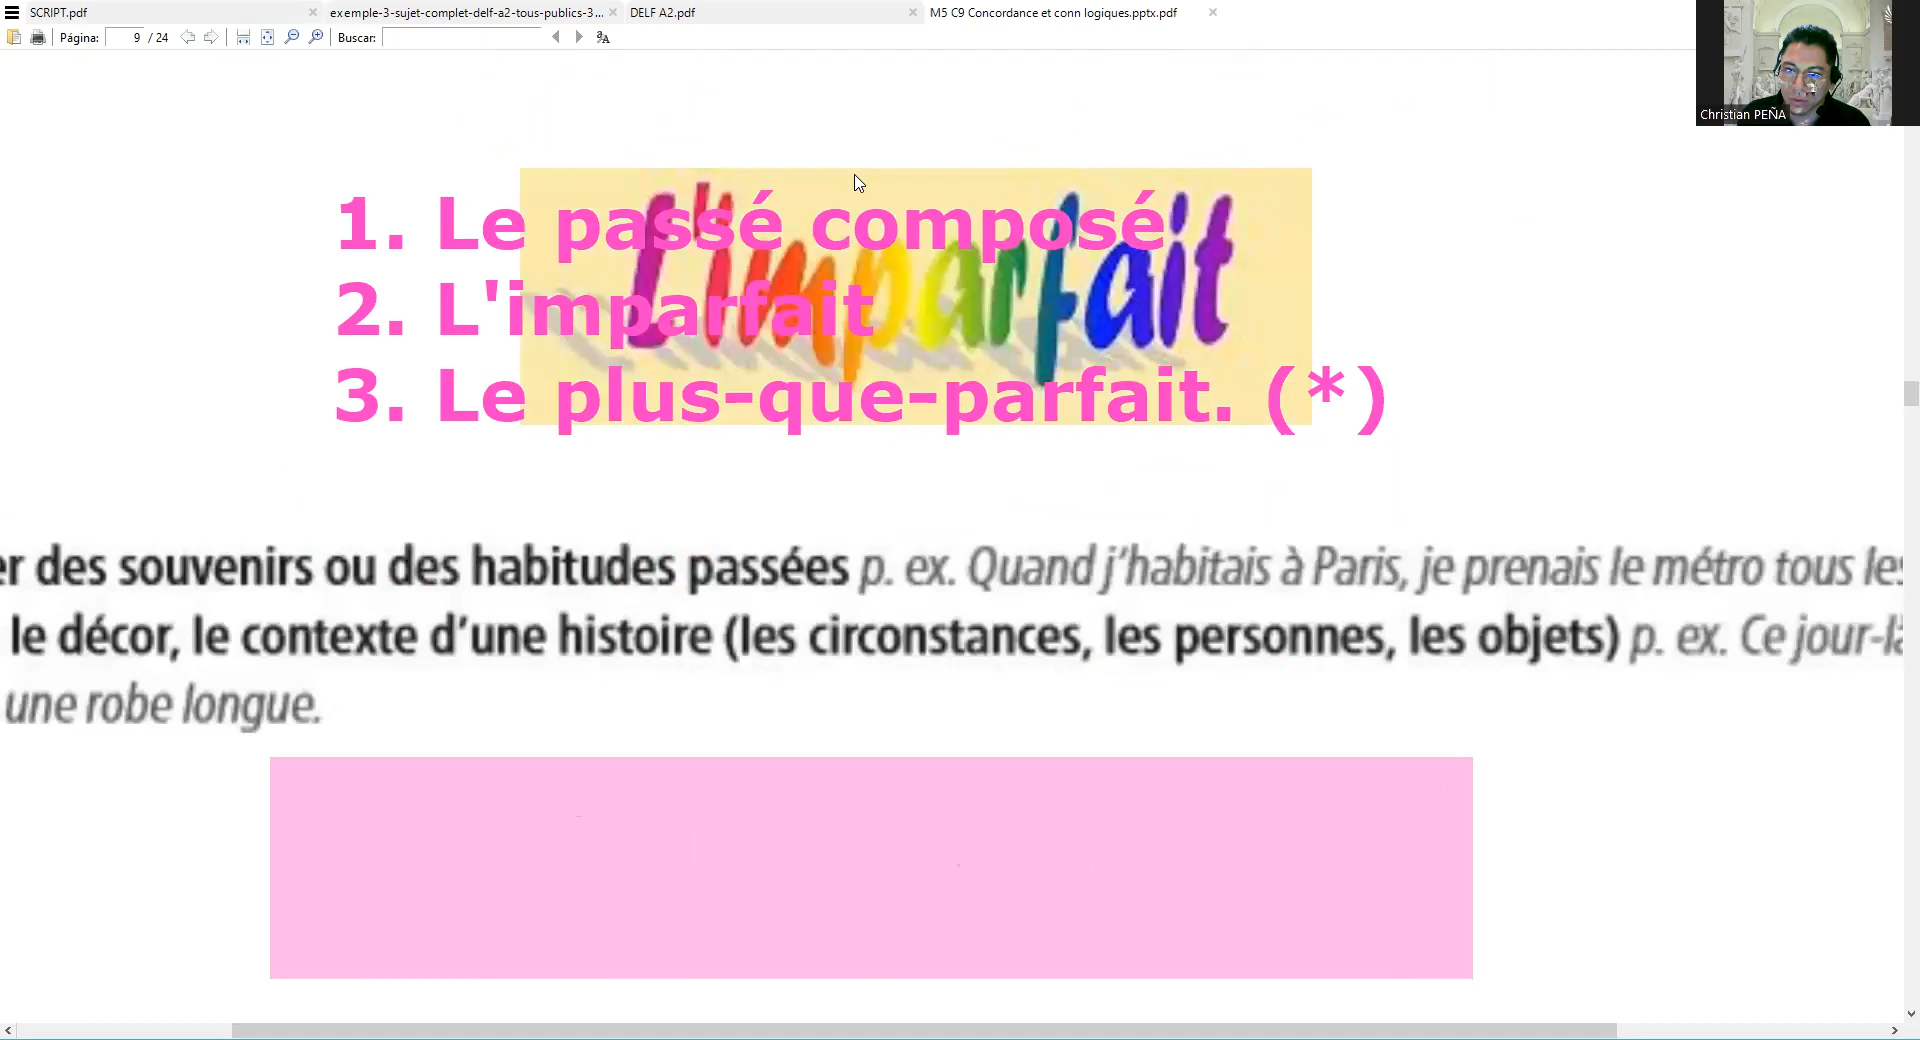 SCRIPT.pdf
exemple-3-sujet-complet-delf-a2-tous-publics-3...
DELF A2.pdf
M5 C9 Concordance et conn logiques.pptx.pdf
Página: 9 / 24 Buscar:
Christian PEÑA
L'imparfait
1. Le passé composé
2. L'imparfait
3. Le plus-que-parfait. (*)
er des souvenirs ou des habitudes passées p. ex. Quand j'habitais à Paris, je prenais le métro tous les
le décor, le contexte d'une histoire (les circonstances, les personnes, les objets) p. ex. Ce jour-là
une robe longue.